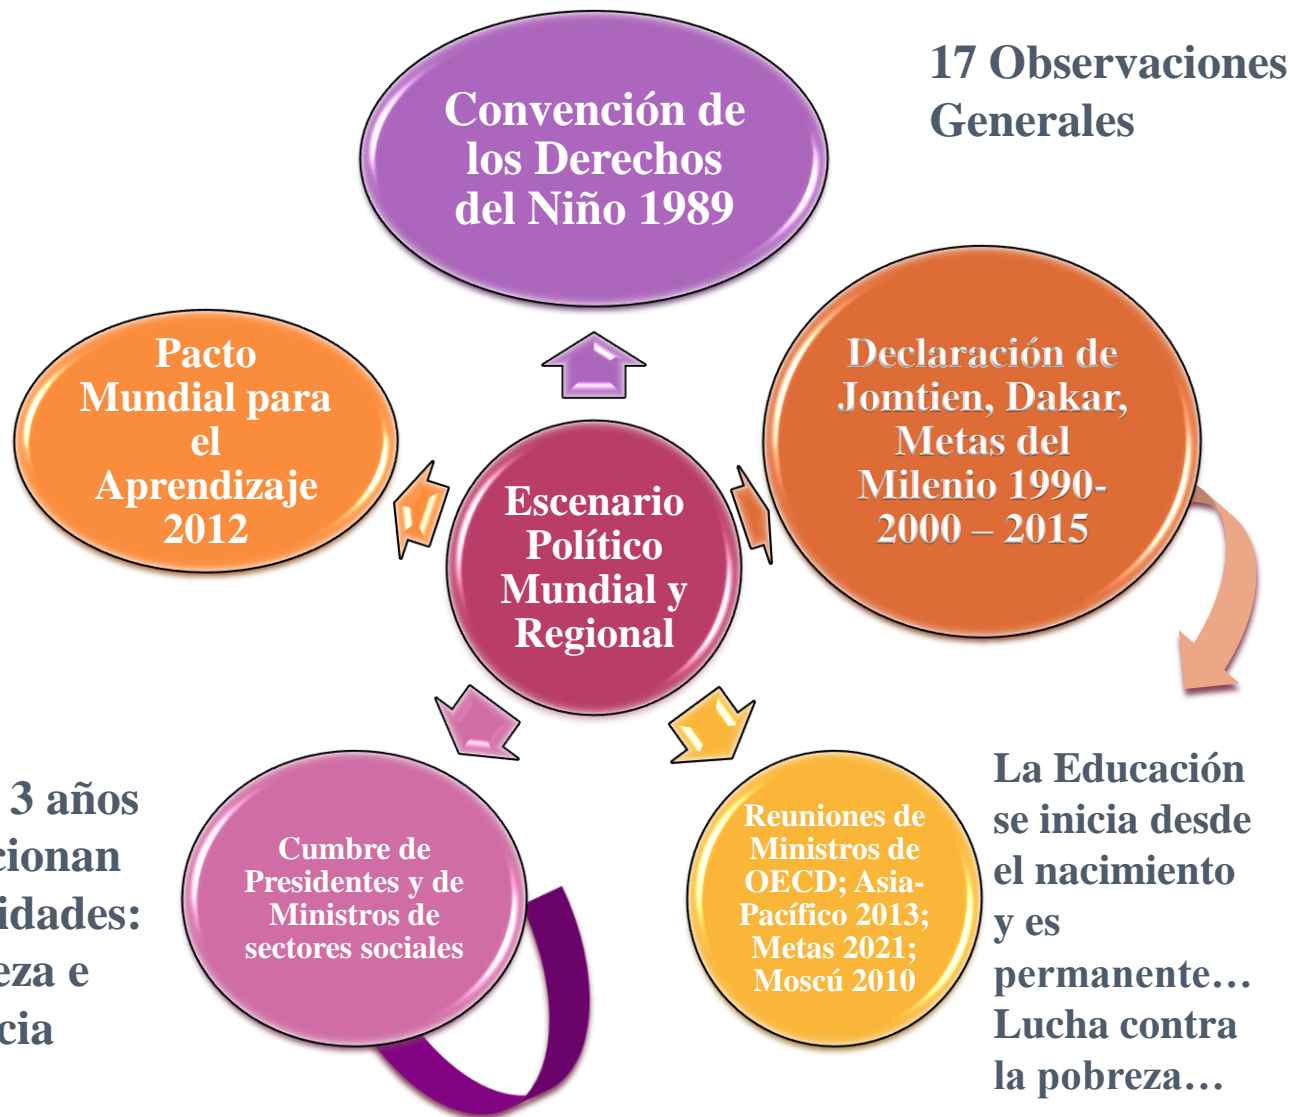 17 Observaciones
Generales
Convención de
los Derechos
del Niño 1989
Declaración de
Jomtien, Dakar,
Metas del
Milenio 1990-
2000 – 2015
Pacto
Mundial para
el
Aprendizaje
2012
Escenario
Político
Mundial y
Regional
Cumbre de
Presidentes y de
Ministros de
sectores sociales
Reuniones de
Ministros de
OECD; Asia-
Pacífico 2013;
Metas 2021;
Moscú 2010
La Educación
se inicia desde
el nacimiento
y es
permanente…
Lucha contra
la pobreza…
3 años
cionan
idades:
eza e
cia